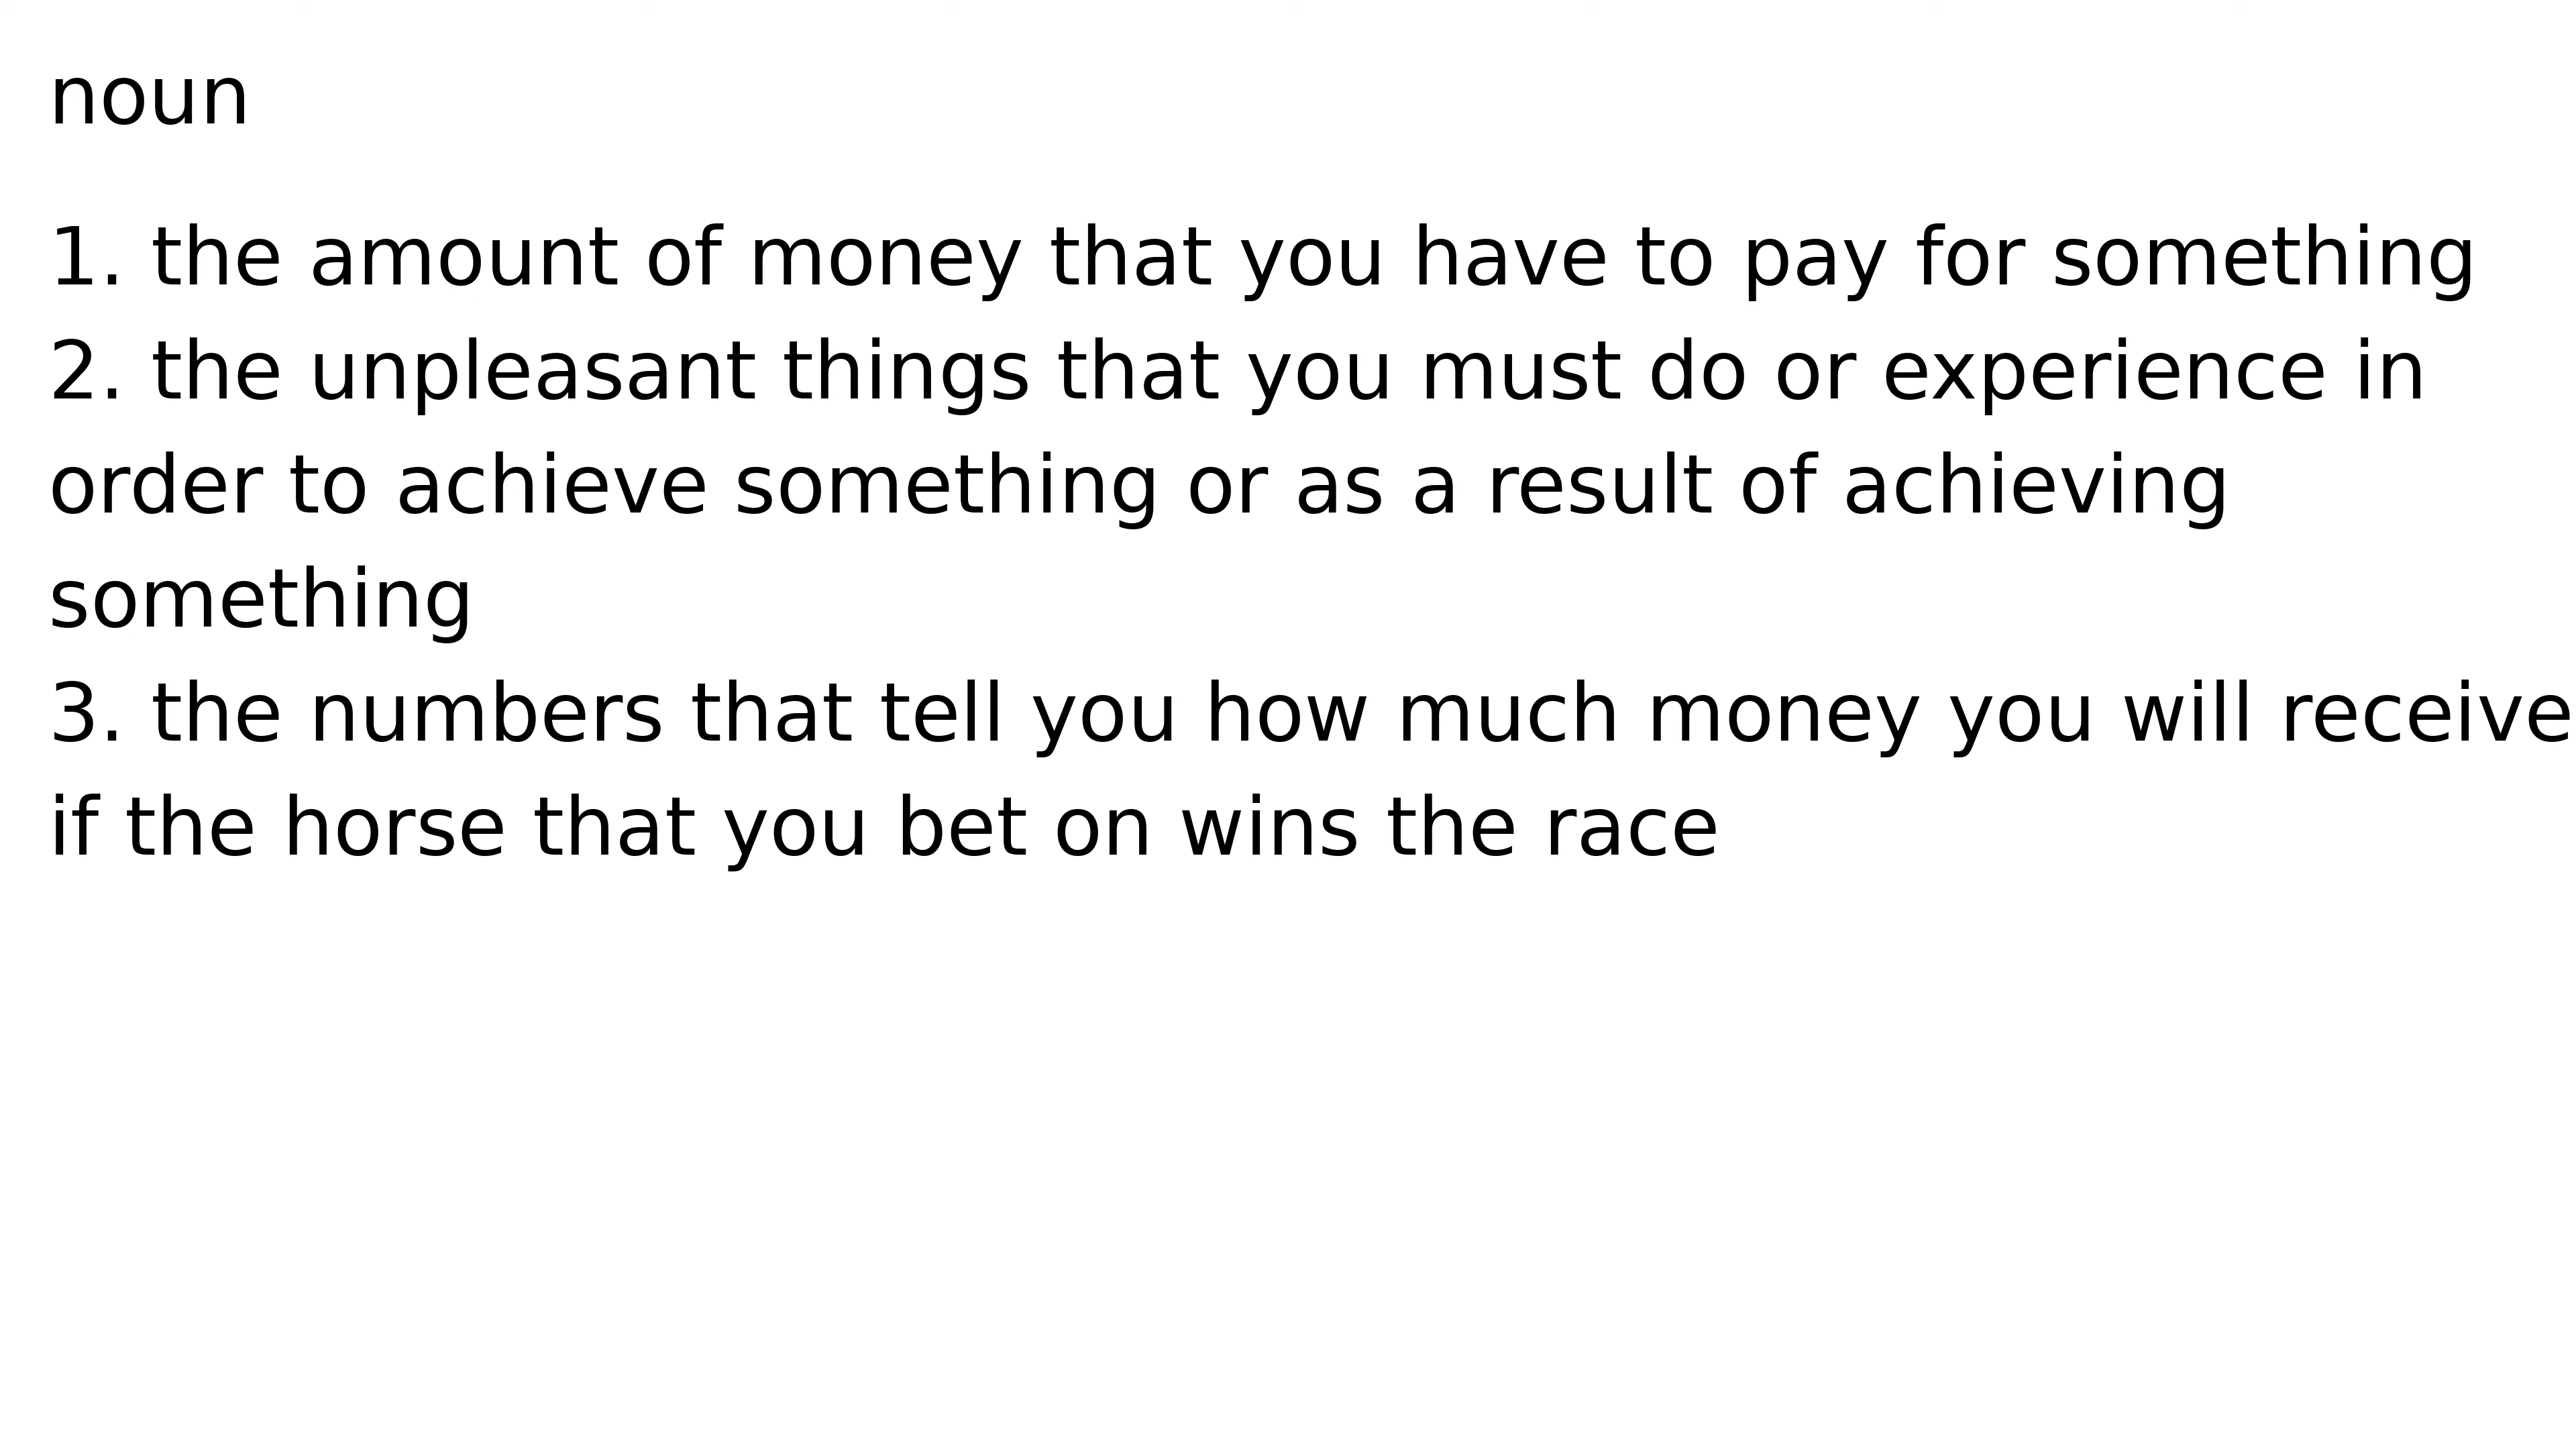 noun
1. the amount of money that you have to pay for something
2. the unpleasant things that you must do or experience in
order to achieve something or as a result of achieving
something
3. the numbers that tell you how much money you will receive
if the horse that you bet on wins the race